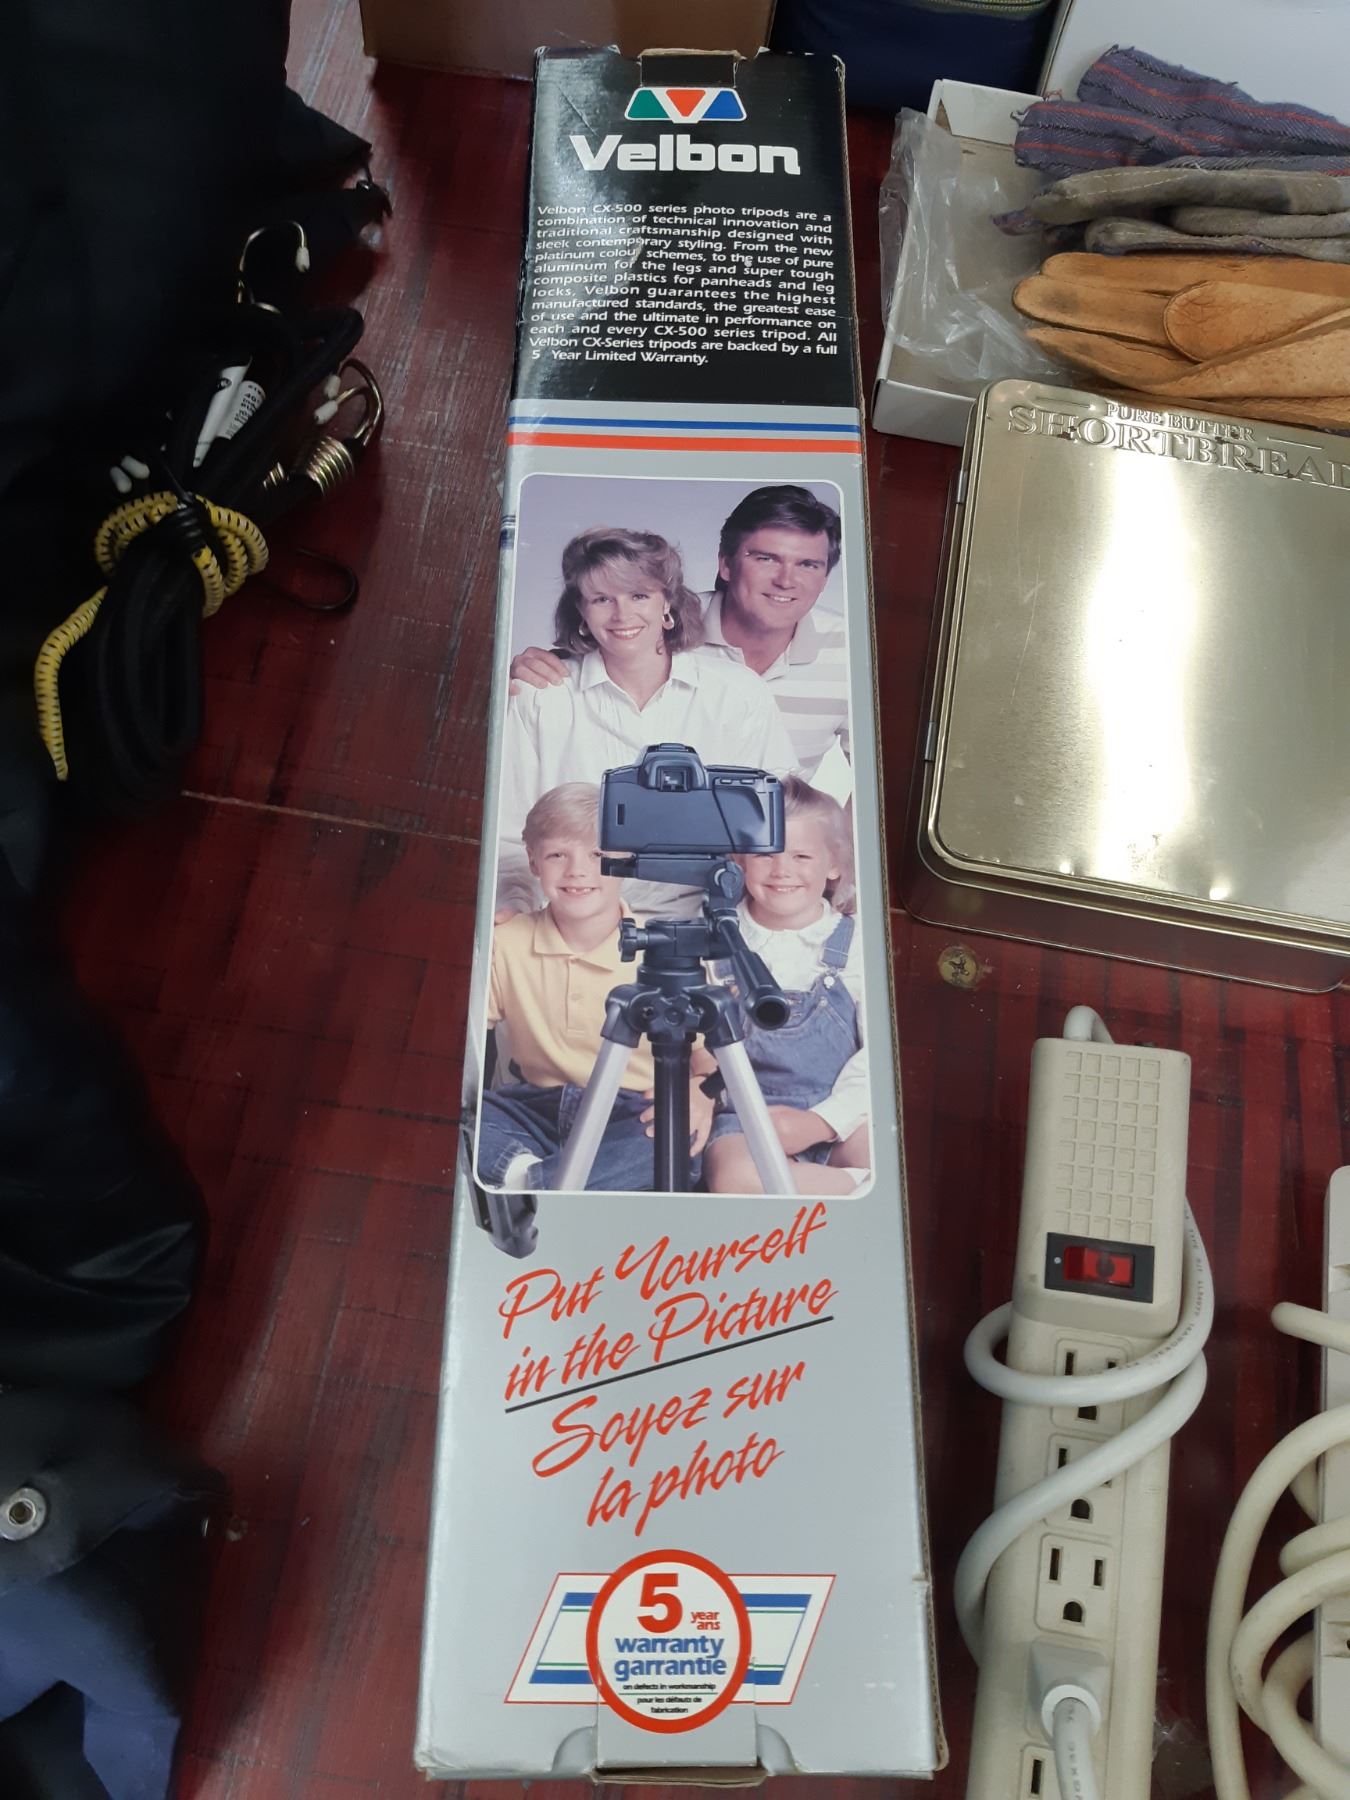 Velbon
Velbon CX-500 series photo tripods are a
combination of technical innovation and
traditional craftsmanship designed with
sleek contemporary styling. From the new
platinum colour schemes, to the use of pure
aluminum for the legs and super tough
composite plastics for panheads and leg
locks, Velbon guarantees the highest
manufactured standards, the greatest ease
of use and the ultimate in performance on
each and every CX-500 series tripod. All
Velbon CX-Series tripods are backed by a full
5 Year Limited Warranty.
PURE BUTTER
SHORTBREAD
Put Yourself
in the Picture
Soyez sur
la photo
5 year
ans
warranty
garrantie
on defects in workmanship
pour les défauts de
fabrication